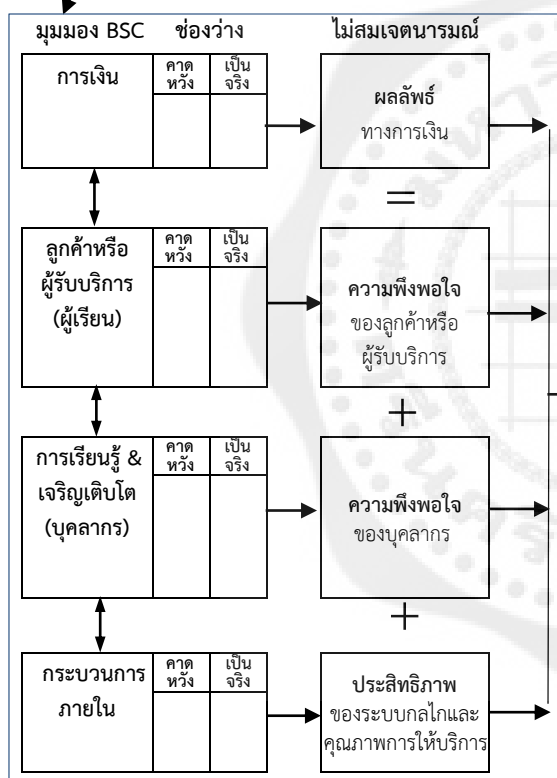 มุมมอง BSC ช่องว่าง ไม่สมเจตนารมณ์
การเงิน
คาด
หวัง
เป็น
จริง
ผลลัพธ์
ทางการเงิน
=
ลูกค้าหรือ
ผู้รับบริการ
(ผู้เรียน)
คาด
หวัง
เป็น
จริง
ความพึงพอใจ
ของลูกค้าหรือ
ผู้รับบริการ
+
การเรียนรู้ &
เจริญเติบโต
(บุคลากร)
คาด
หวัง
เป็น
จริง
ความพึงพอใจ
ของบุคลากร
+
กระบวนการ
ภายใน
คาด
หวัง
เป็น
จริง
ประสิทธิภาพ
ของระบบกลไกและ
คุณภาพการให้บริการ